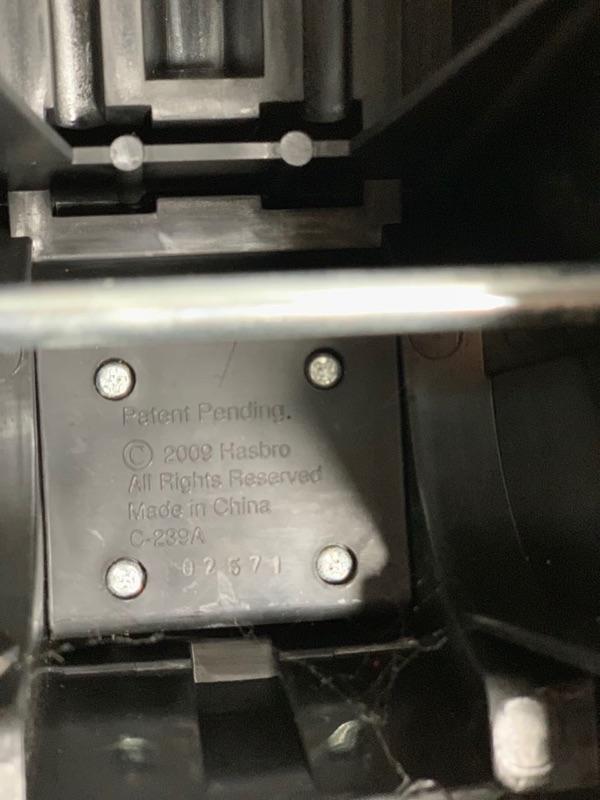 Patent Pending.
© 2009 Hasbro
All Rights Reserved
Made in China
C-239A
02571